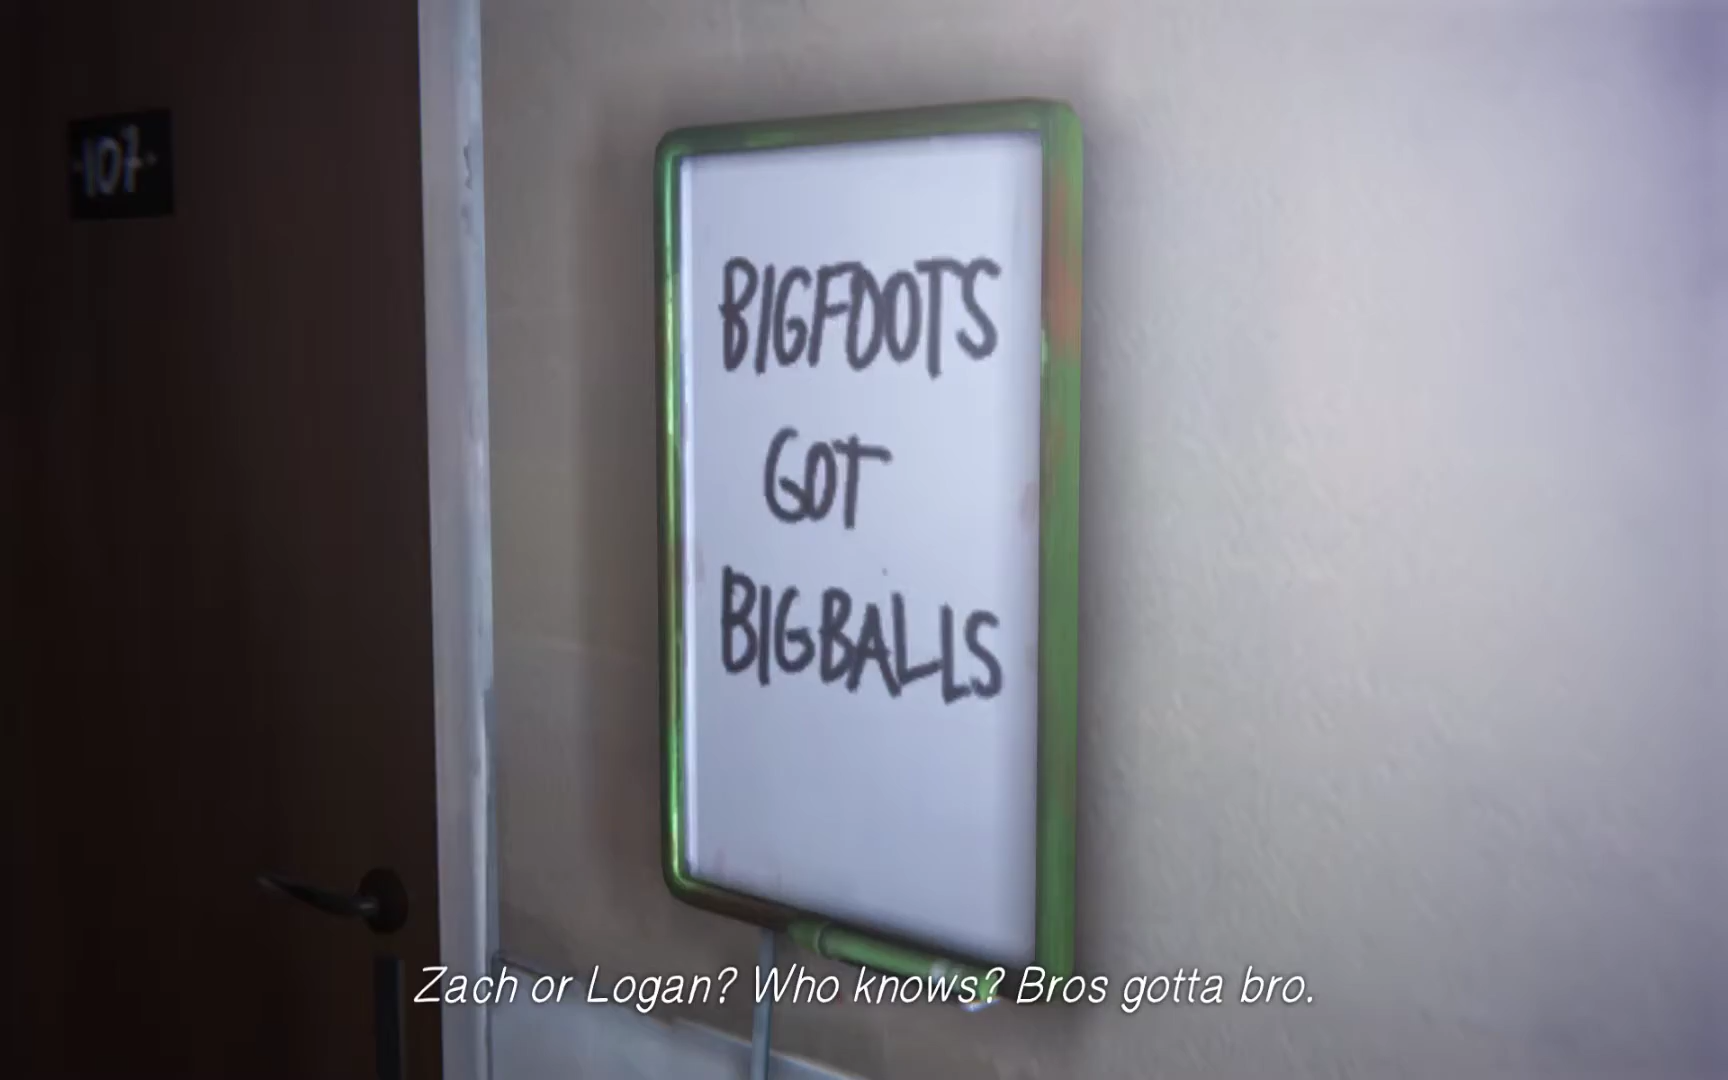 107
BIGFOOTS
GOT
BIGBALLS
Zach or Logan? Who knows? Bros gotta bro.